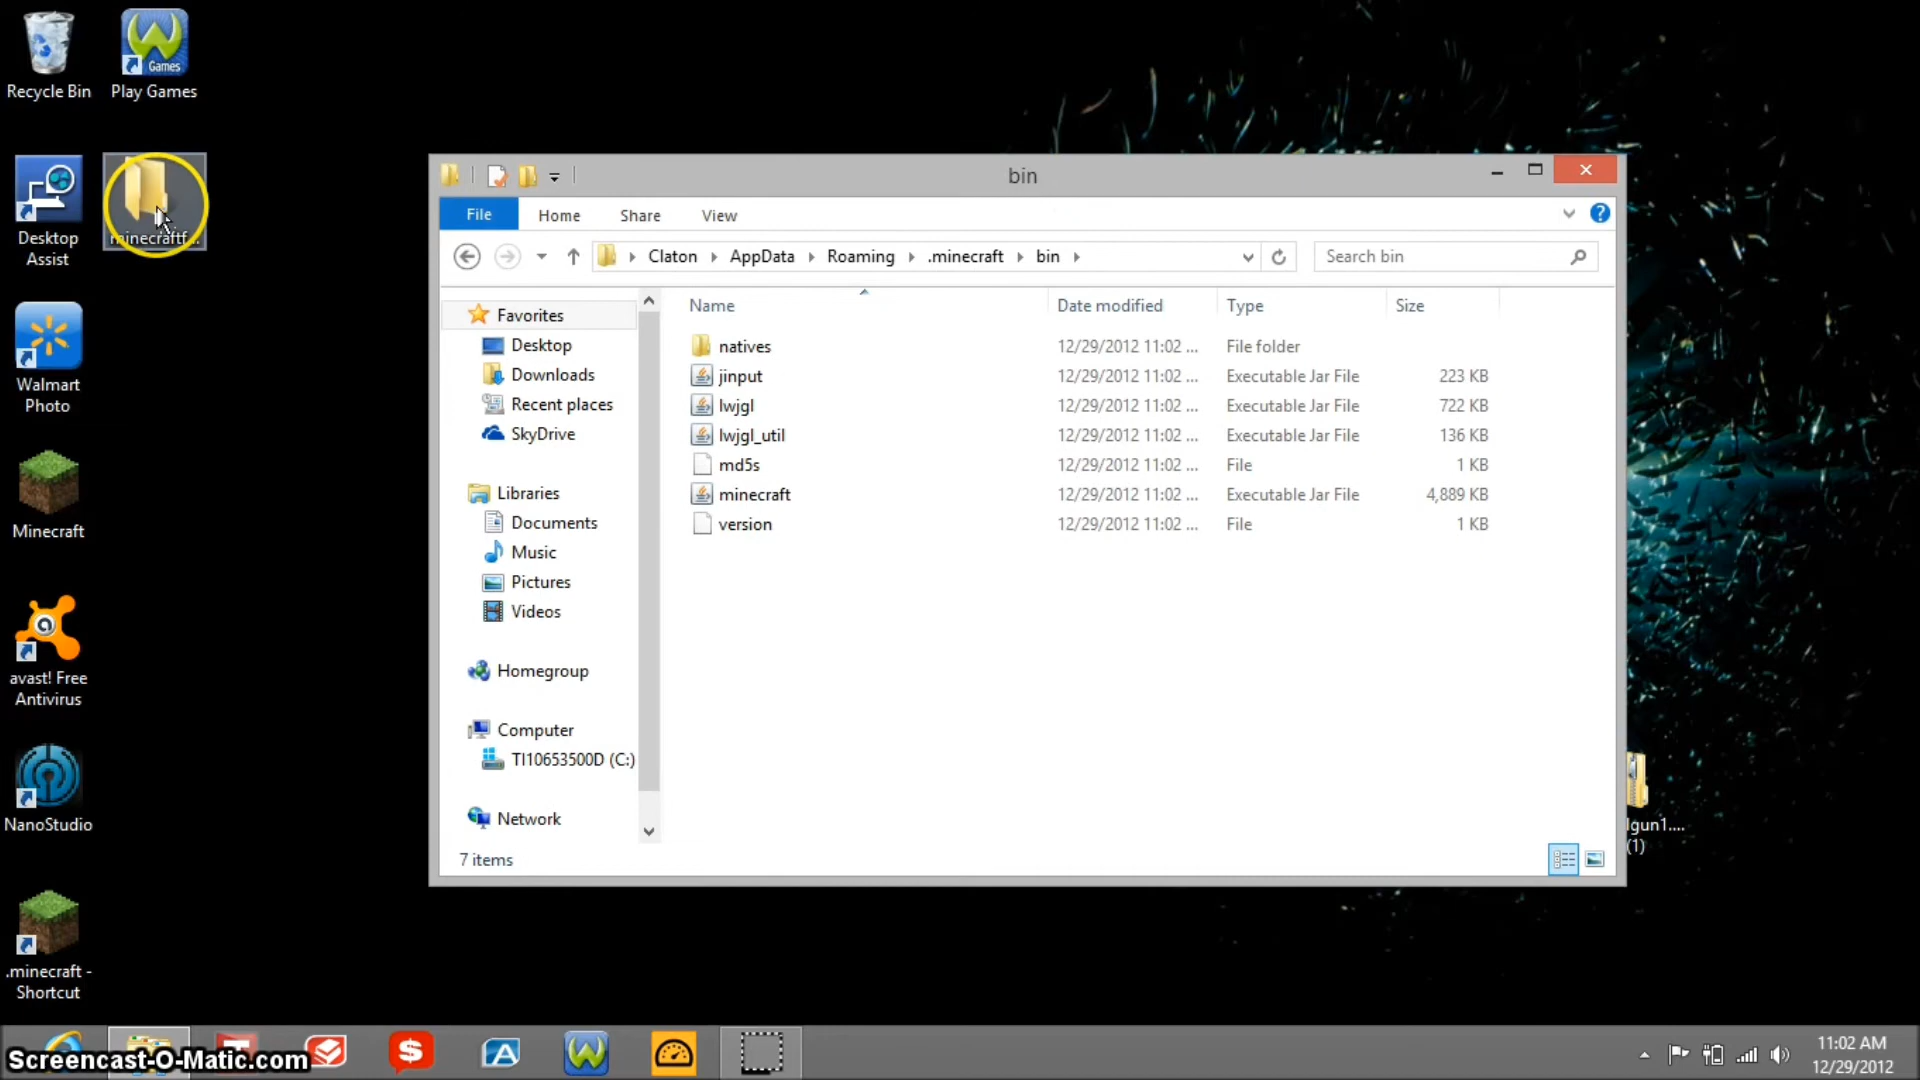 Recycle Bin
Games
Play Games
Desktop
Assist
minecraftf...
Walmart
Photo
Minecraft
avast! Free
Antivirus
NanoStudio
.minecraft -
Shortcut
bin
File Home Share View
Claton AppData Roaming .minecraft bin
Search bin
Name Date modified Type Size
Favorites
Desktop
Downloads
Recent places
SkyDrive
Libraries
Documents
Music
Pictures
Videos
Homegroup
Computer
TI10653500D (C:)
Network
natives 12/29/2012 11:02 ... File folder
jinput 12/29/2012 11:02 ... Executable Jar File 223 KB
lwjgl 12/29/2012 11:02 ... Executable Jar File 722 KB
lwjgl_util 12/29/2012 11:02 ... Executable Jar File 136 KB
md5s 12/29/2012 11:02 ... File 1 KB
minecraft 12/29/2012 11:02 ... Executable Jar File 4,889 KB
version 12/29/2012 11:02 ... File 1 KB
7 items
lgun1....
(1)
Screencast-O-Matic.com
11:02 AM
12/29/2012